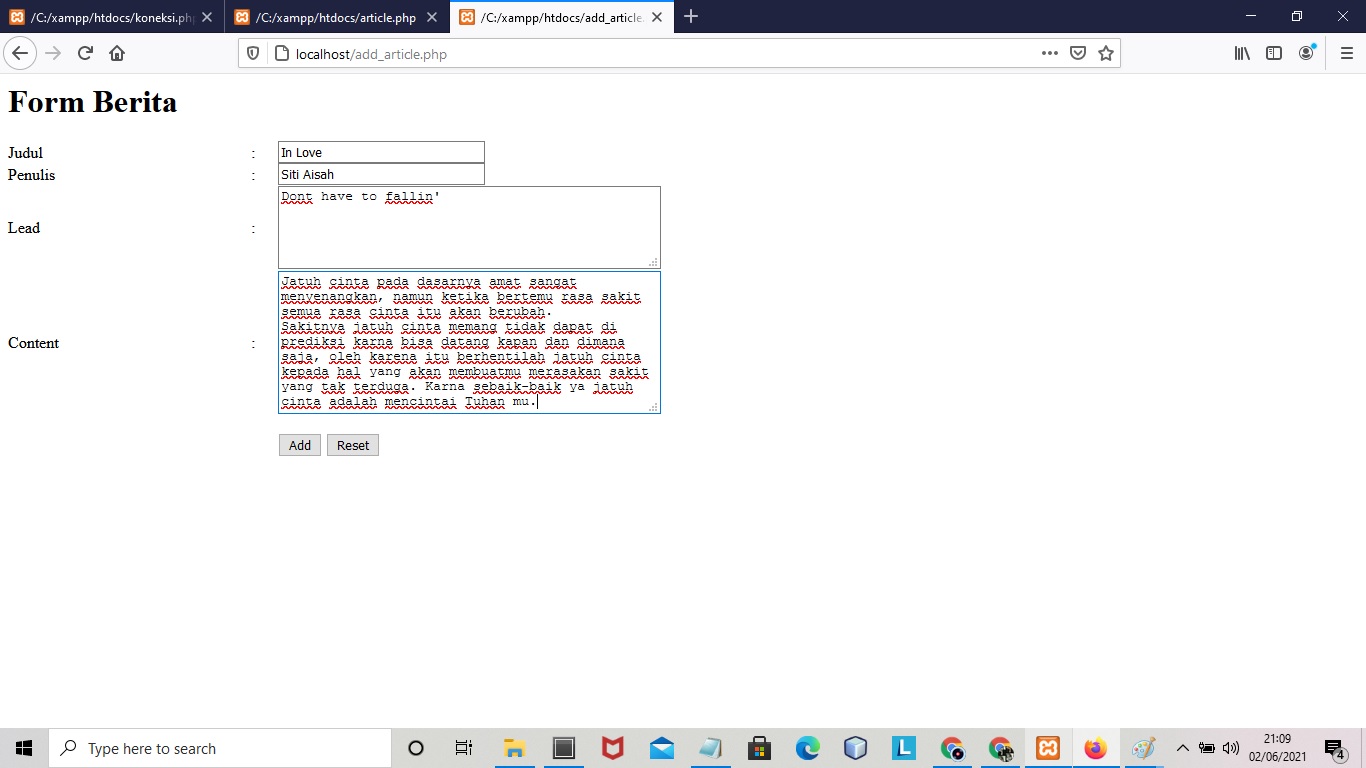 /C:/xampp/htdocs/koneksi.ph
/C:/xampp/htdocs/article.php
/C:/xampp/htdocs/add_article.
localhost/add_article.php
Form Berita
Judul : In Love
Penulis : Siti Aisah
Lead : Dont have to fallin'
Content :
Jatuh cinta pada dasarnya amat sangat
menyenangkan, namun ketika bertemu rasa sakit
semua rasa cinta itu akan berubah.
Sakitnya jatuh cinta memang tidak dapat di
prediksi karna bisa datang kapan dan dimana
saja, oleh karena itu berhentilah jatuh cinta
kepada hal yang akan membuatmu merasakan sakit
yang tak terduga. Karna sebaik-baik ya jatuh
cinta adalah mencintai Tuhan mu.
Add Reset
Type here to search
L
21:09
02/06/2021
4